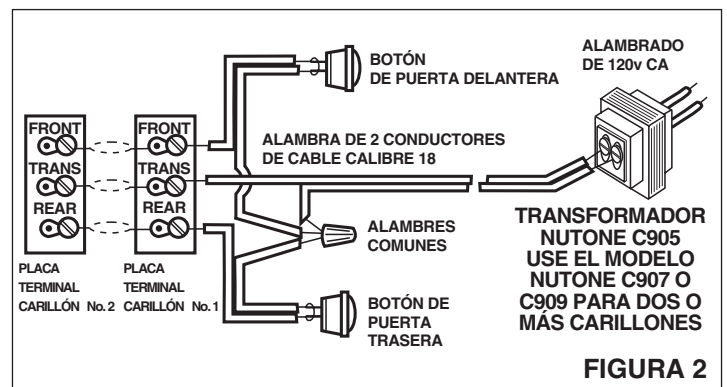 BOTÓN
DE PUERTA DELANTERA
ALAMBRADO
DE 120v CA
FRONT
TRANS
REAR
FRONT
TRANS
REAR
ALAMBRA DE 2 CONDUCTORES
DE CABLE CALIBRE 18
ALAMBRES
COMUNES
PLACA
TERMINAL
CARILLÓN No.2
PLACA
TERMINAL
CARILLÓN No.1
BOTÓN DE
PUERTA
TRASERA
TRANSFORMADOR
NUTONE C905
USE EL MODELO
NUTONE C907 O
C909 PARA DOS O
MÁS CARILLONES
FIGURA 2